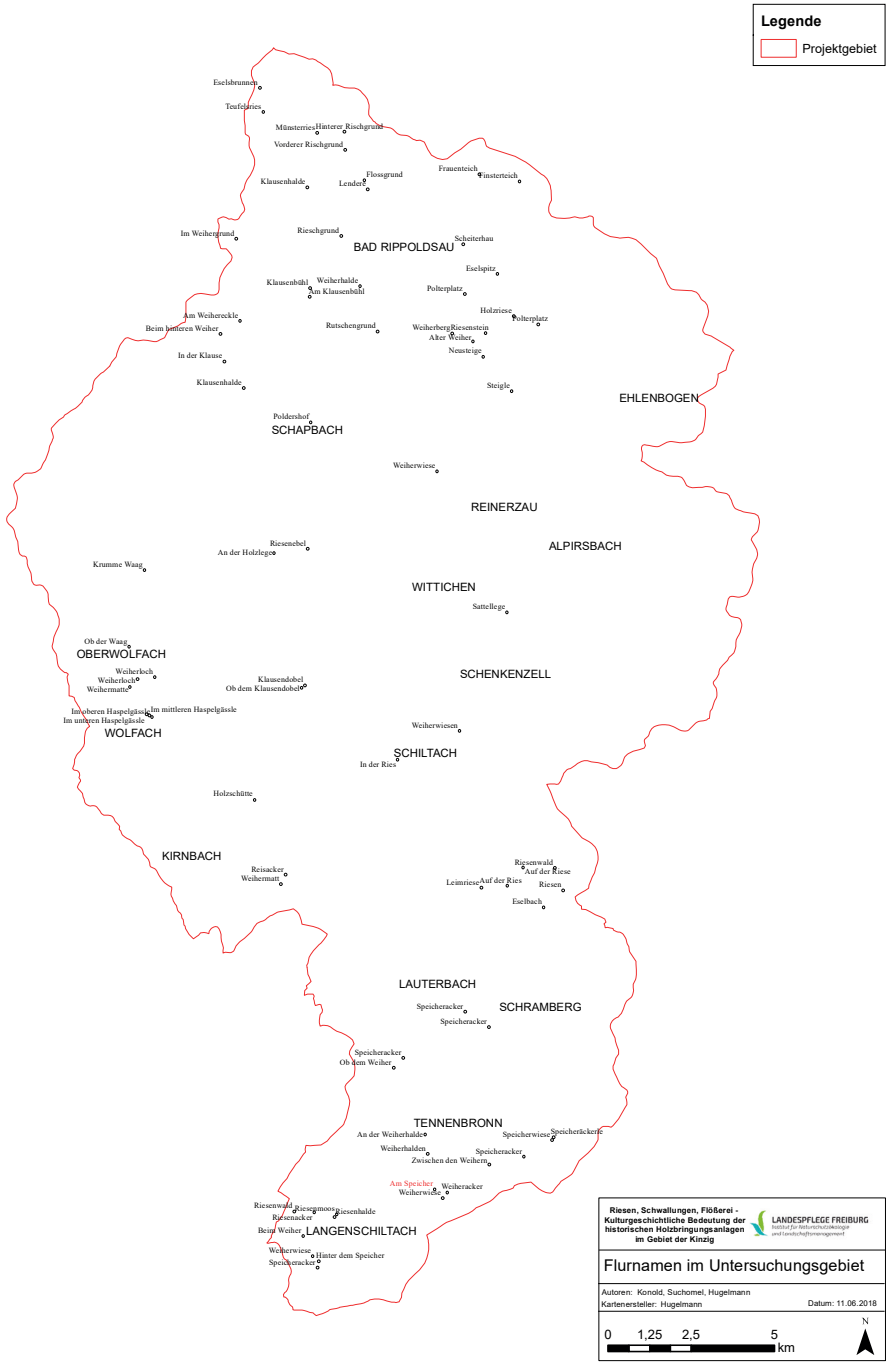 Legende
Projektgebiet
Eselsbrunnen
Teufelsries
Münsterries
Hinterer Rischgrund
Vorderer Rischgrund
Flossgrund
Klausenhalde
Lendere
Frauenteich
Finsterteich
Im Weihergrund
Rieschgrund
BAD RIPPOLDSAU
Scheiterhau
Eselspitz
Klausenbühl
Weiherhalde
Am Klausenbühl
Polterplatz
Holzriese
Polterplatz
Am Weihereckle
Beim hinteren Weiher
Rutschengrund
Weiherberg
Riesenstein
Alter Weiher
Neusteige
In der Klause
Klausenhalde
Steigle
EHLENBOGEN
Poldershof
SCHAPBACH
Weiherwiese
REINERZAU
Riesenebel
An der Holzlege
ALPIRSBACH
Krumme Waag
WITTICHEN
Sattellege
Ob der Waag
OBERWOLFACH
Weiherloch
Weiherloch
Weihermatte
Klausendobel
Ob dem Klausendobel
SCHENKENZELL
Im oberen Haspelgässle
Im mittleren Haspelgässle
Im unteren Haspelgässle
WOLFACH
Weiherwiesen
SCHILTACH
In der Ries
Holzschütte
KIRNBACH
Reisacker
Weihermatt
Riesenwald
Auf der Riese
Leimriese
Auf der Ries
Riesen
Eselbach
LAUTERBACH
Speicheracker
SCHRAMBERG
Speicheracker
Speicheracker
Ob dem Weiher
TENNENBRONN
An der Weiherhalde
Speicherwiese
Speicheräckerle
Weiherhalden
Speicheracker
Zwischen den Weihern
Am Speicher
Weiheracker
Weiherwiese
Riesenwald
Riesenmoos
Riesenhalde
Riesenacker
Beim Weiher
LANGENSCHILTACH
Weiherwiese
Hinter dem Speicher
Speicheracker
Riesen, Schwallungen, Flößerei -
Kulturgeschichtliche Bedeutung der
historischen Holzbringungsanlagen
im Gebiet der Kinzig
LANDESPFLEGE FREIBURG
Institut für Naturschutzökologie
und Landschaftsmanagement
Flurnamen im Untersuchungsgebiet
Autoren: Konold, Suchomel, Hugelmann
Kartenersteller: Hugelmann
Datum: 11.06.2018
0 1,25 2,5 5
km
N